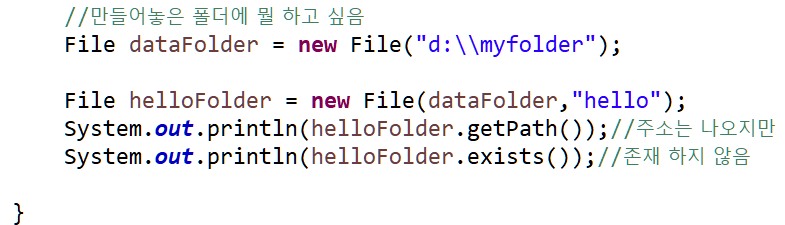 //만들어놓은 폴더에 뭘 하고 싶음
File dataFolder = new File("d:\\myfolder");
File helloFolder = new File(dataFolder,"hello");
System.out.println(helloFolder.getPath());//주소는 나오지만
System.out.println(helloFolder.exists());//존재 하지 않음
}